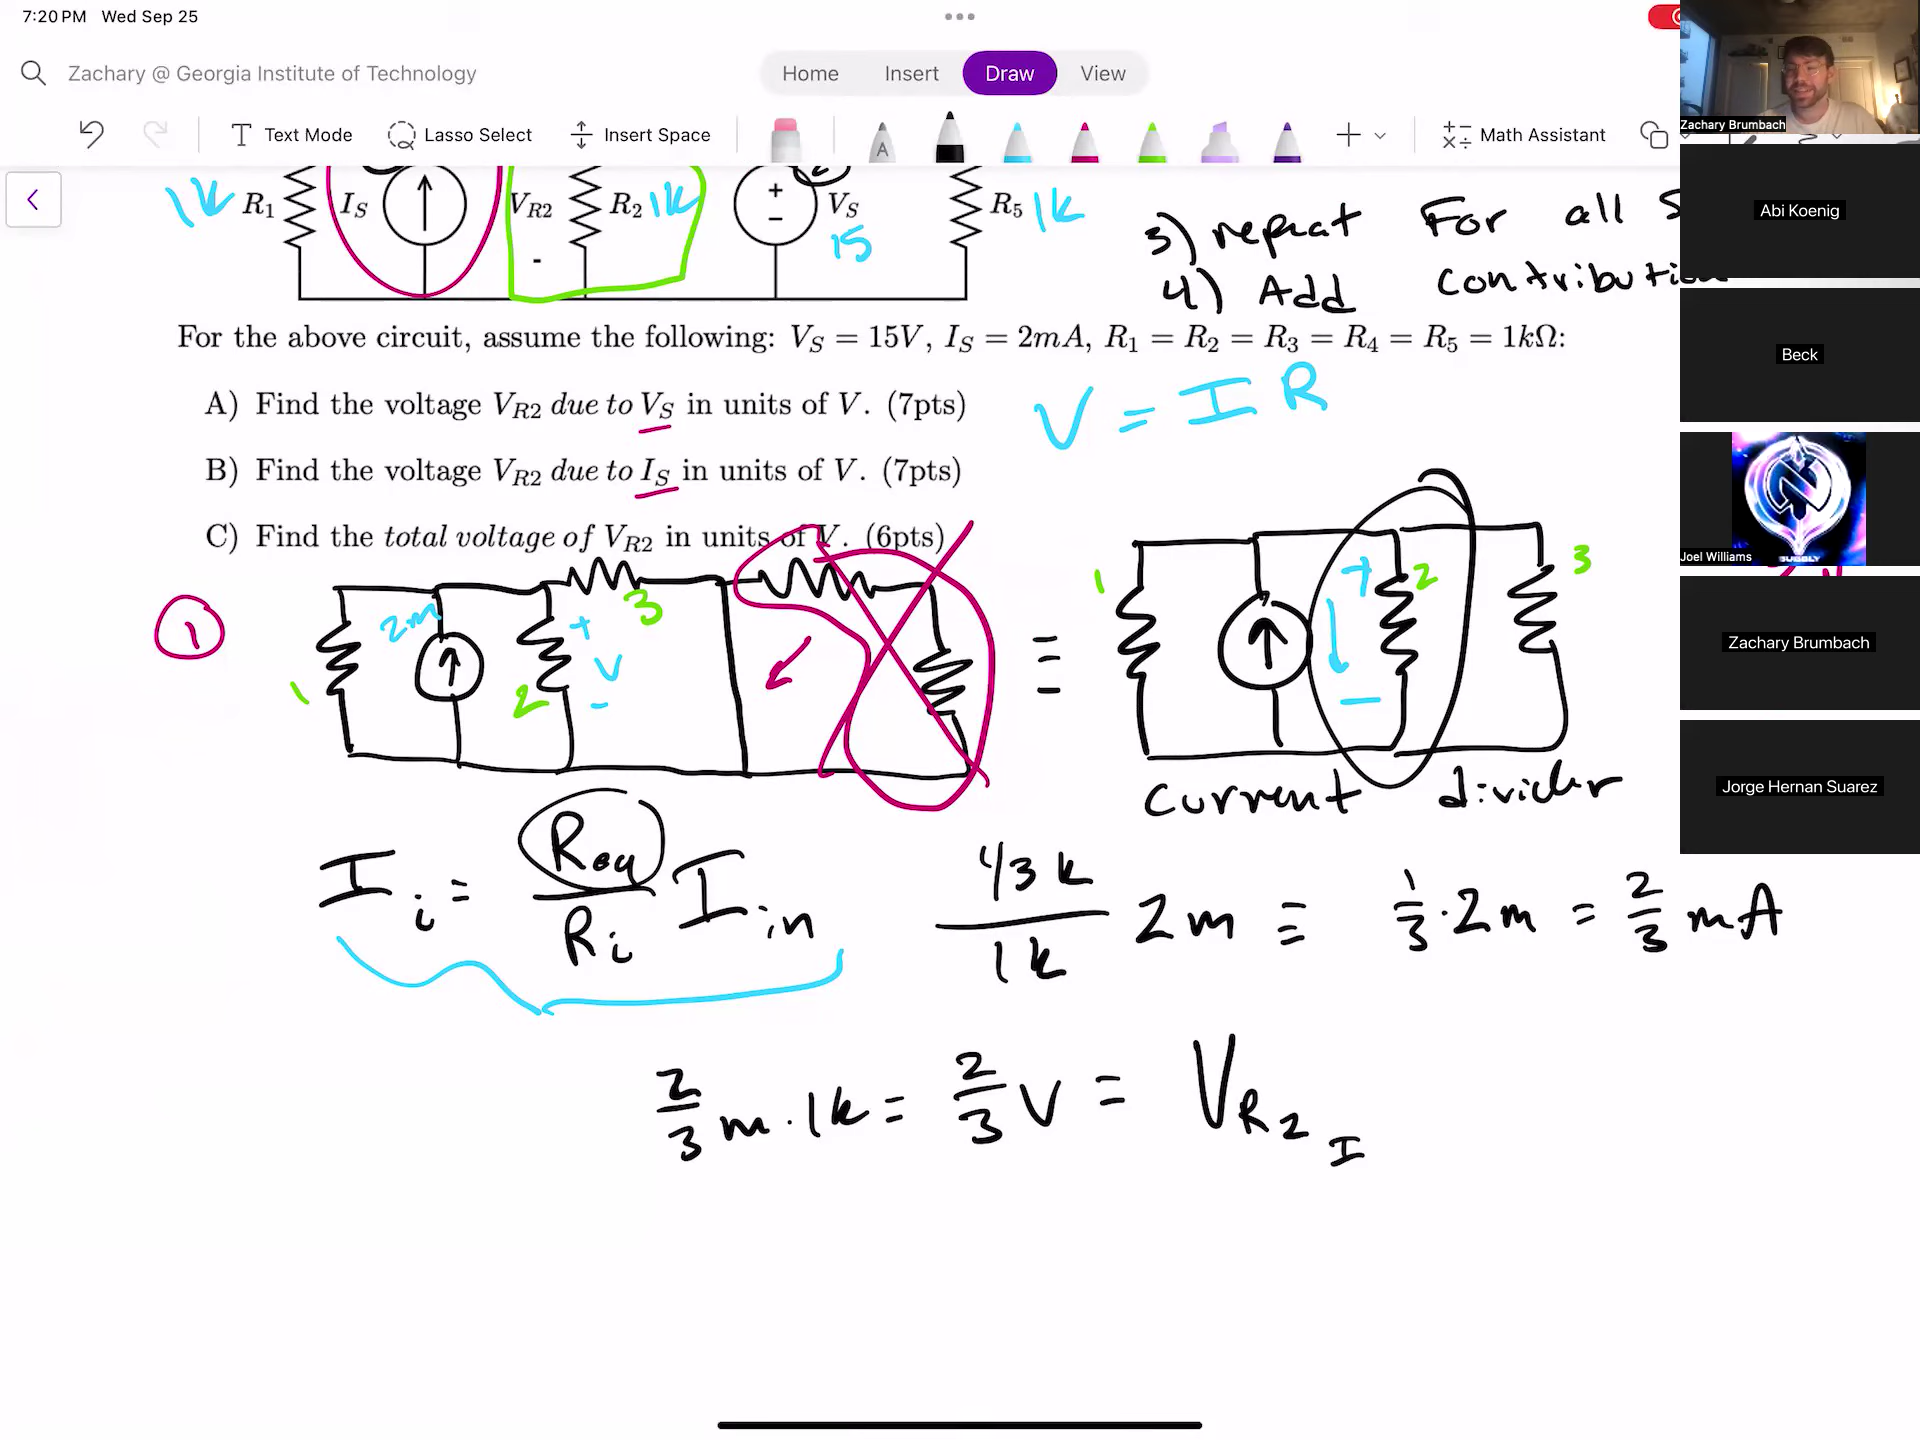 7:20 PM Wed Sep 25
Zachary @ Georgia Institute of Technology
Home Insert Draw View
Text Mode Lasso Select Insert Space A Math Assistant
Zachary Brumbach
Abi Koenig
Beck
Joel Williams
Zachary Brumbach
Jorge Hernan Suarez
1k R1 IS VR2 R2 1k + - VS 15 R5 1k
-
3) repeat For all
4) Add
For the above circuit, assume the following: VS = 15V, IS = 2mA, R1 = R2 = R3 = R4 = R5 = 1kΩ:
A) Find the voltage VR2 due to VS in units of V. (7pts)
V = IR
B) Find the voltage VR2 due to IS in units of V. (7pts)
C) Find the total voltage of VR2 in units of V. (6pts)
1 1 2m 2 + V - 3 ≡ 1 + 2 - 3
current divider
Ii = Req/Ri Iin
1/3k/1k 2m ≡ 1/3 · 2m = 2/3 mA
2/3 m · 1k = 2/3 V = VR2 I